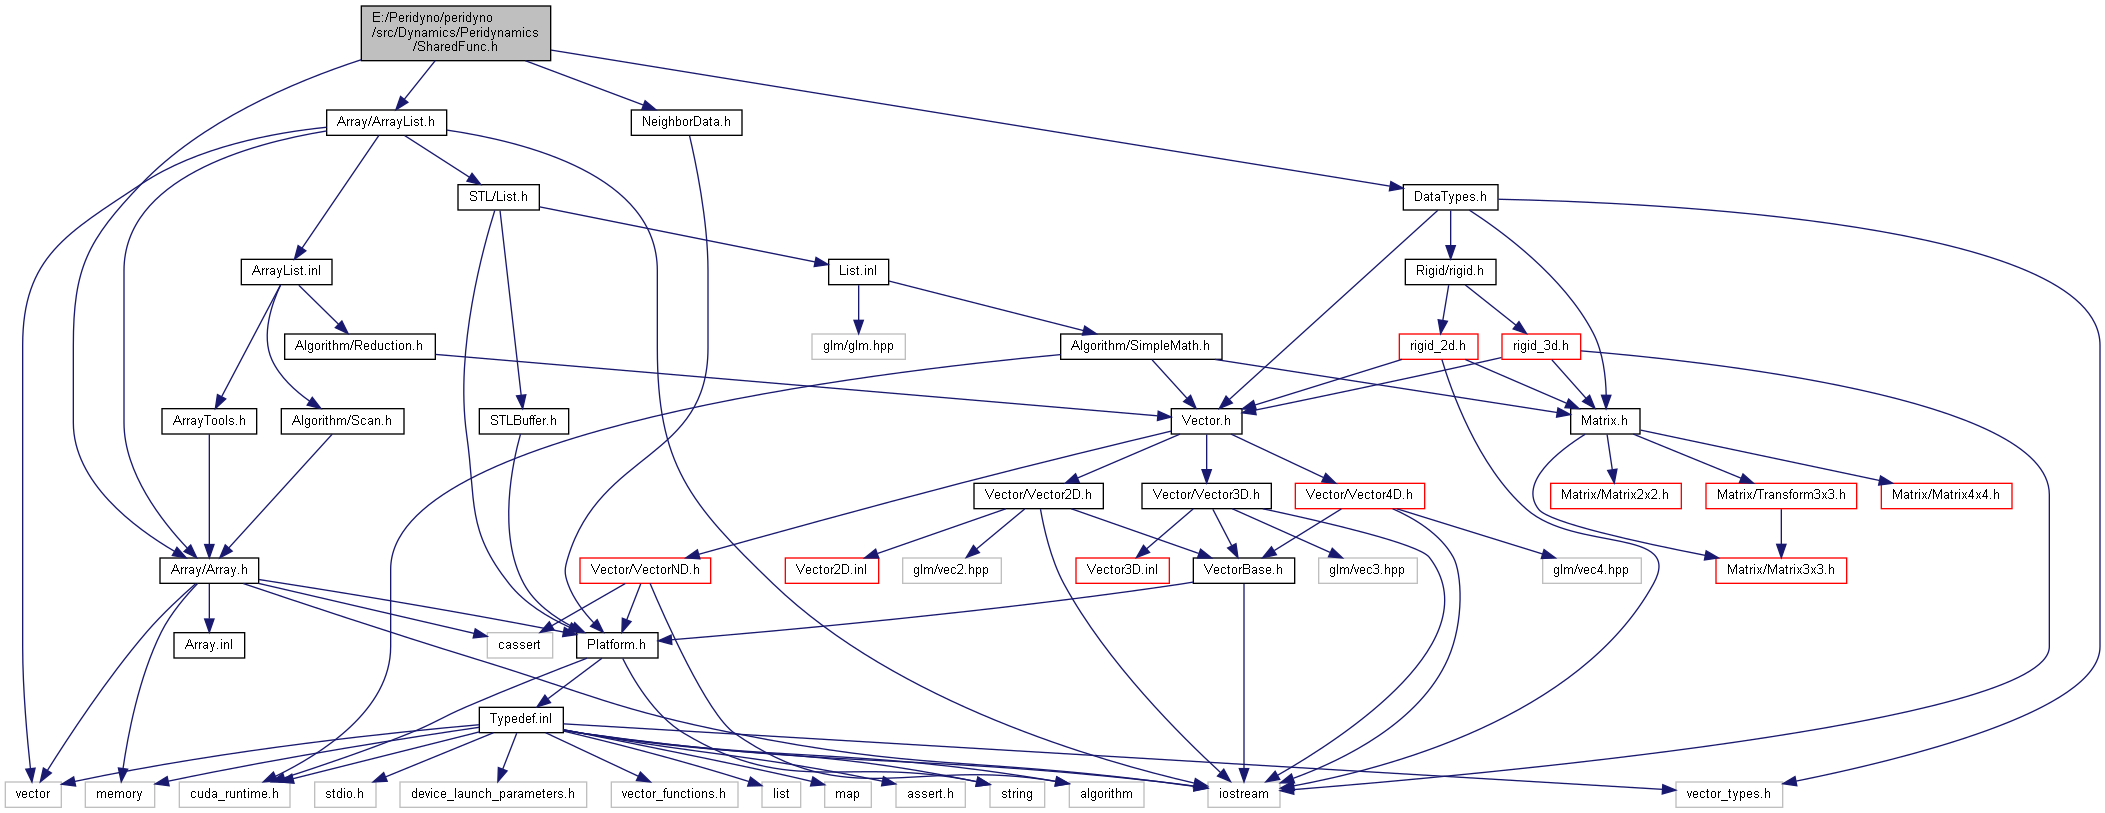 E:/Peridyno/peridyno
/src/Dynamics/Peridynamics
/SharedFunc.h
Array/ArrayList.h
NeighborData.h
STL/List.h
DataTypes.h
ArrayList.inl
List.inl
Rigid/rigid.h
Algorithm/Reduction.h
glm/glm.hpp
Algorithm/SimpleMath.h
rigid_2d.h
rigid_3d.h
ArrayTools.h
Algorithm/Scan.h
STLBuffer.h
Vector.h
Matrix.h
Vector/Vector2D.h
Vector/Vector3D.h
Vector/Vector4D.h
Matrix/Matrix2x2.h
Matrix/Transform3x3.h
Matrix/Matrix4x4.h
Array/Array.h
Vector/VectorND.h
Vector2D.inl
glm/vec2.hpp
Vector3D.inl
VectorBase.h
glm/vec3.hpp
glm/vec4.hpp
Matrix/Matrix3x3.h
Array.inl
cassert
Platform.h
Typedef.inl
vector
memory
cuda_runtime.h
stdio.h
device_launch_parameters.h
vector_functions.h
list
map
assert.h
string
algorithm
iostream
vector_types.h